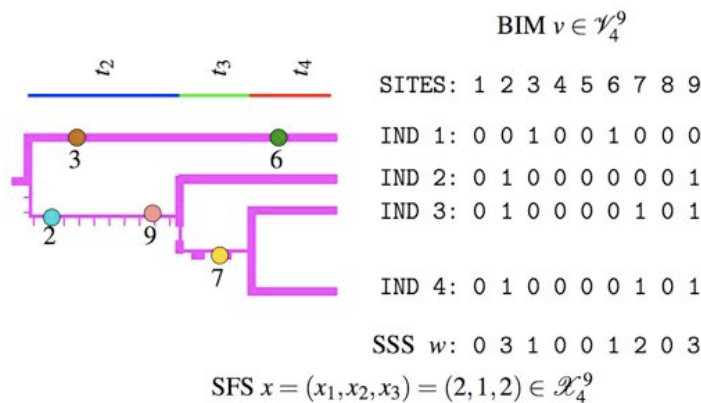 BIM v ∈ 𝒱₄⁹
t₂ t₃ t₄
SITES: 1 2 3 4 5 6 7 8 9
IND 1: 0 0 1 0 0 1 0 0 0
3 6
IND 2: 0 1 0 0 0 0 0 0 1
IND 3: 0 1 0 0 0 0 1 0 1
2 9
7
IND 4: 0 1 0 0 0 0 1 0 1
SSS w: 0 3 1 0 0 1 2 0 3
SFS x = (x₁,x₂,x₃) = (2,1,2) ∈ 𝒳₄⁹